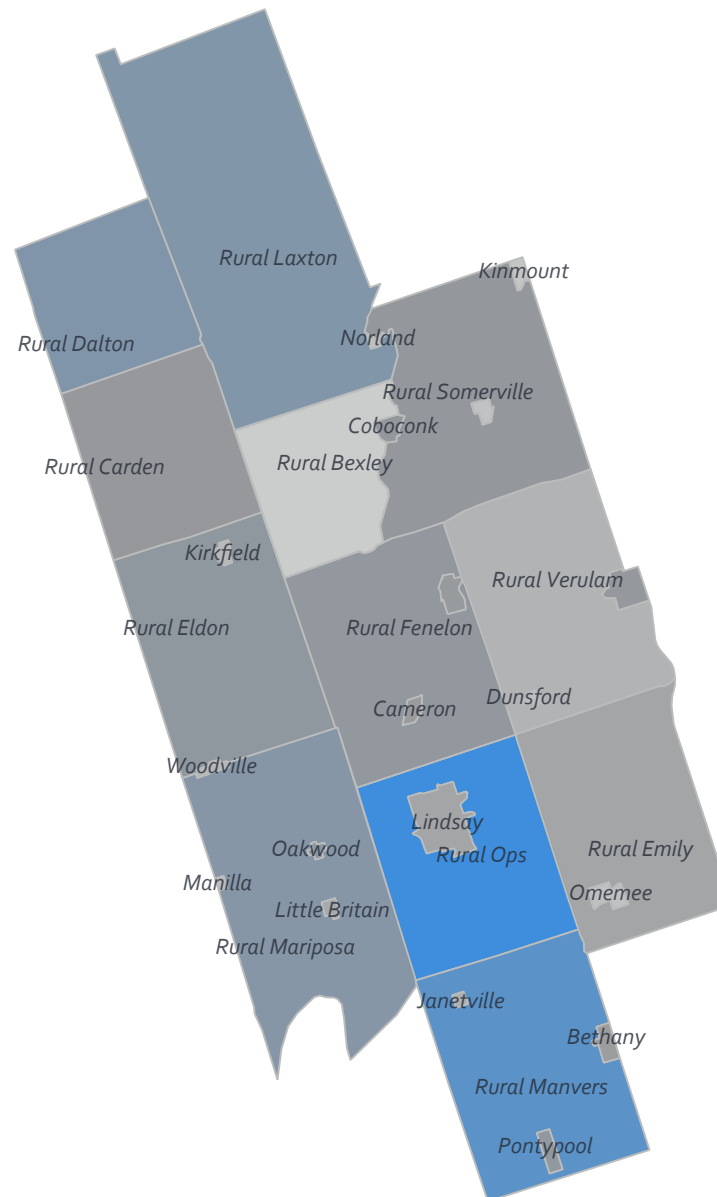 Rural Laxton
Kinmount
Norland
Rural Dalton
Rural Somerville
Coboconk
Rural Bexley
Rural Carden
Kirkfield
Rural Verulam
Rural Eldon
Rural Fenelon
Dunsford
Cameron
Woodville
Lindsay
Oakwood
Rural Emily
Rural Ops
Manilla
Omemee
Little Britain
Rural Mariposa
Janetville
Bethany
Rural Manvers
Pontypool